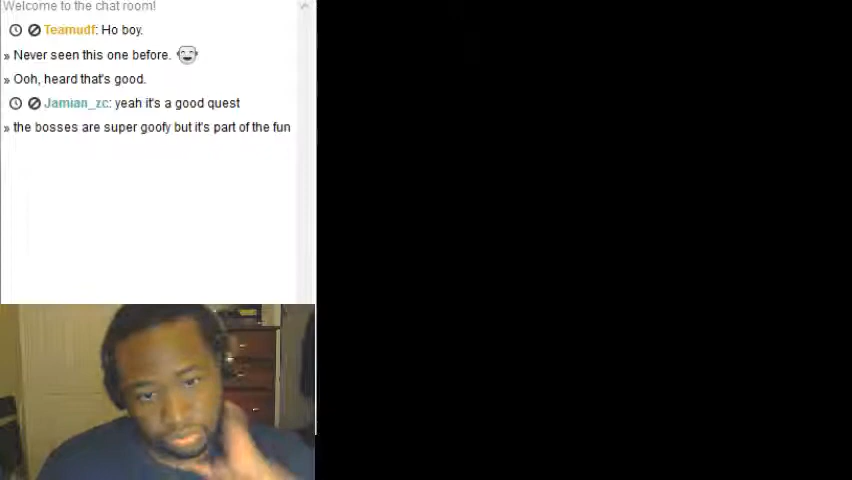 Welcome to the chat room!
Teamudf: Ho boy.
» Never seen this one before.
» Ooh, heard that's good.
Jamian_zc: yeah it's a good quest
» the bosses are super goofy but it's part of the fun